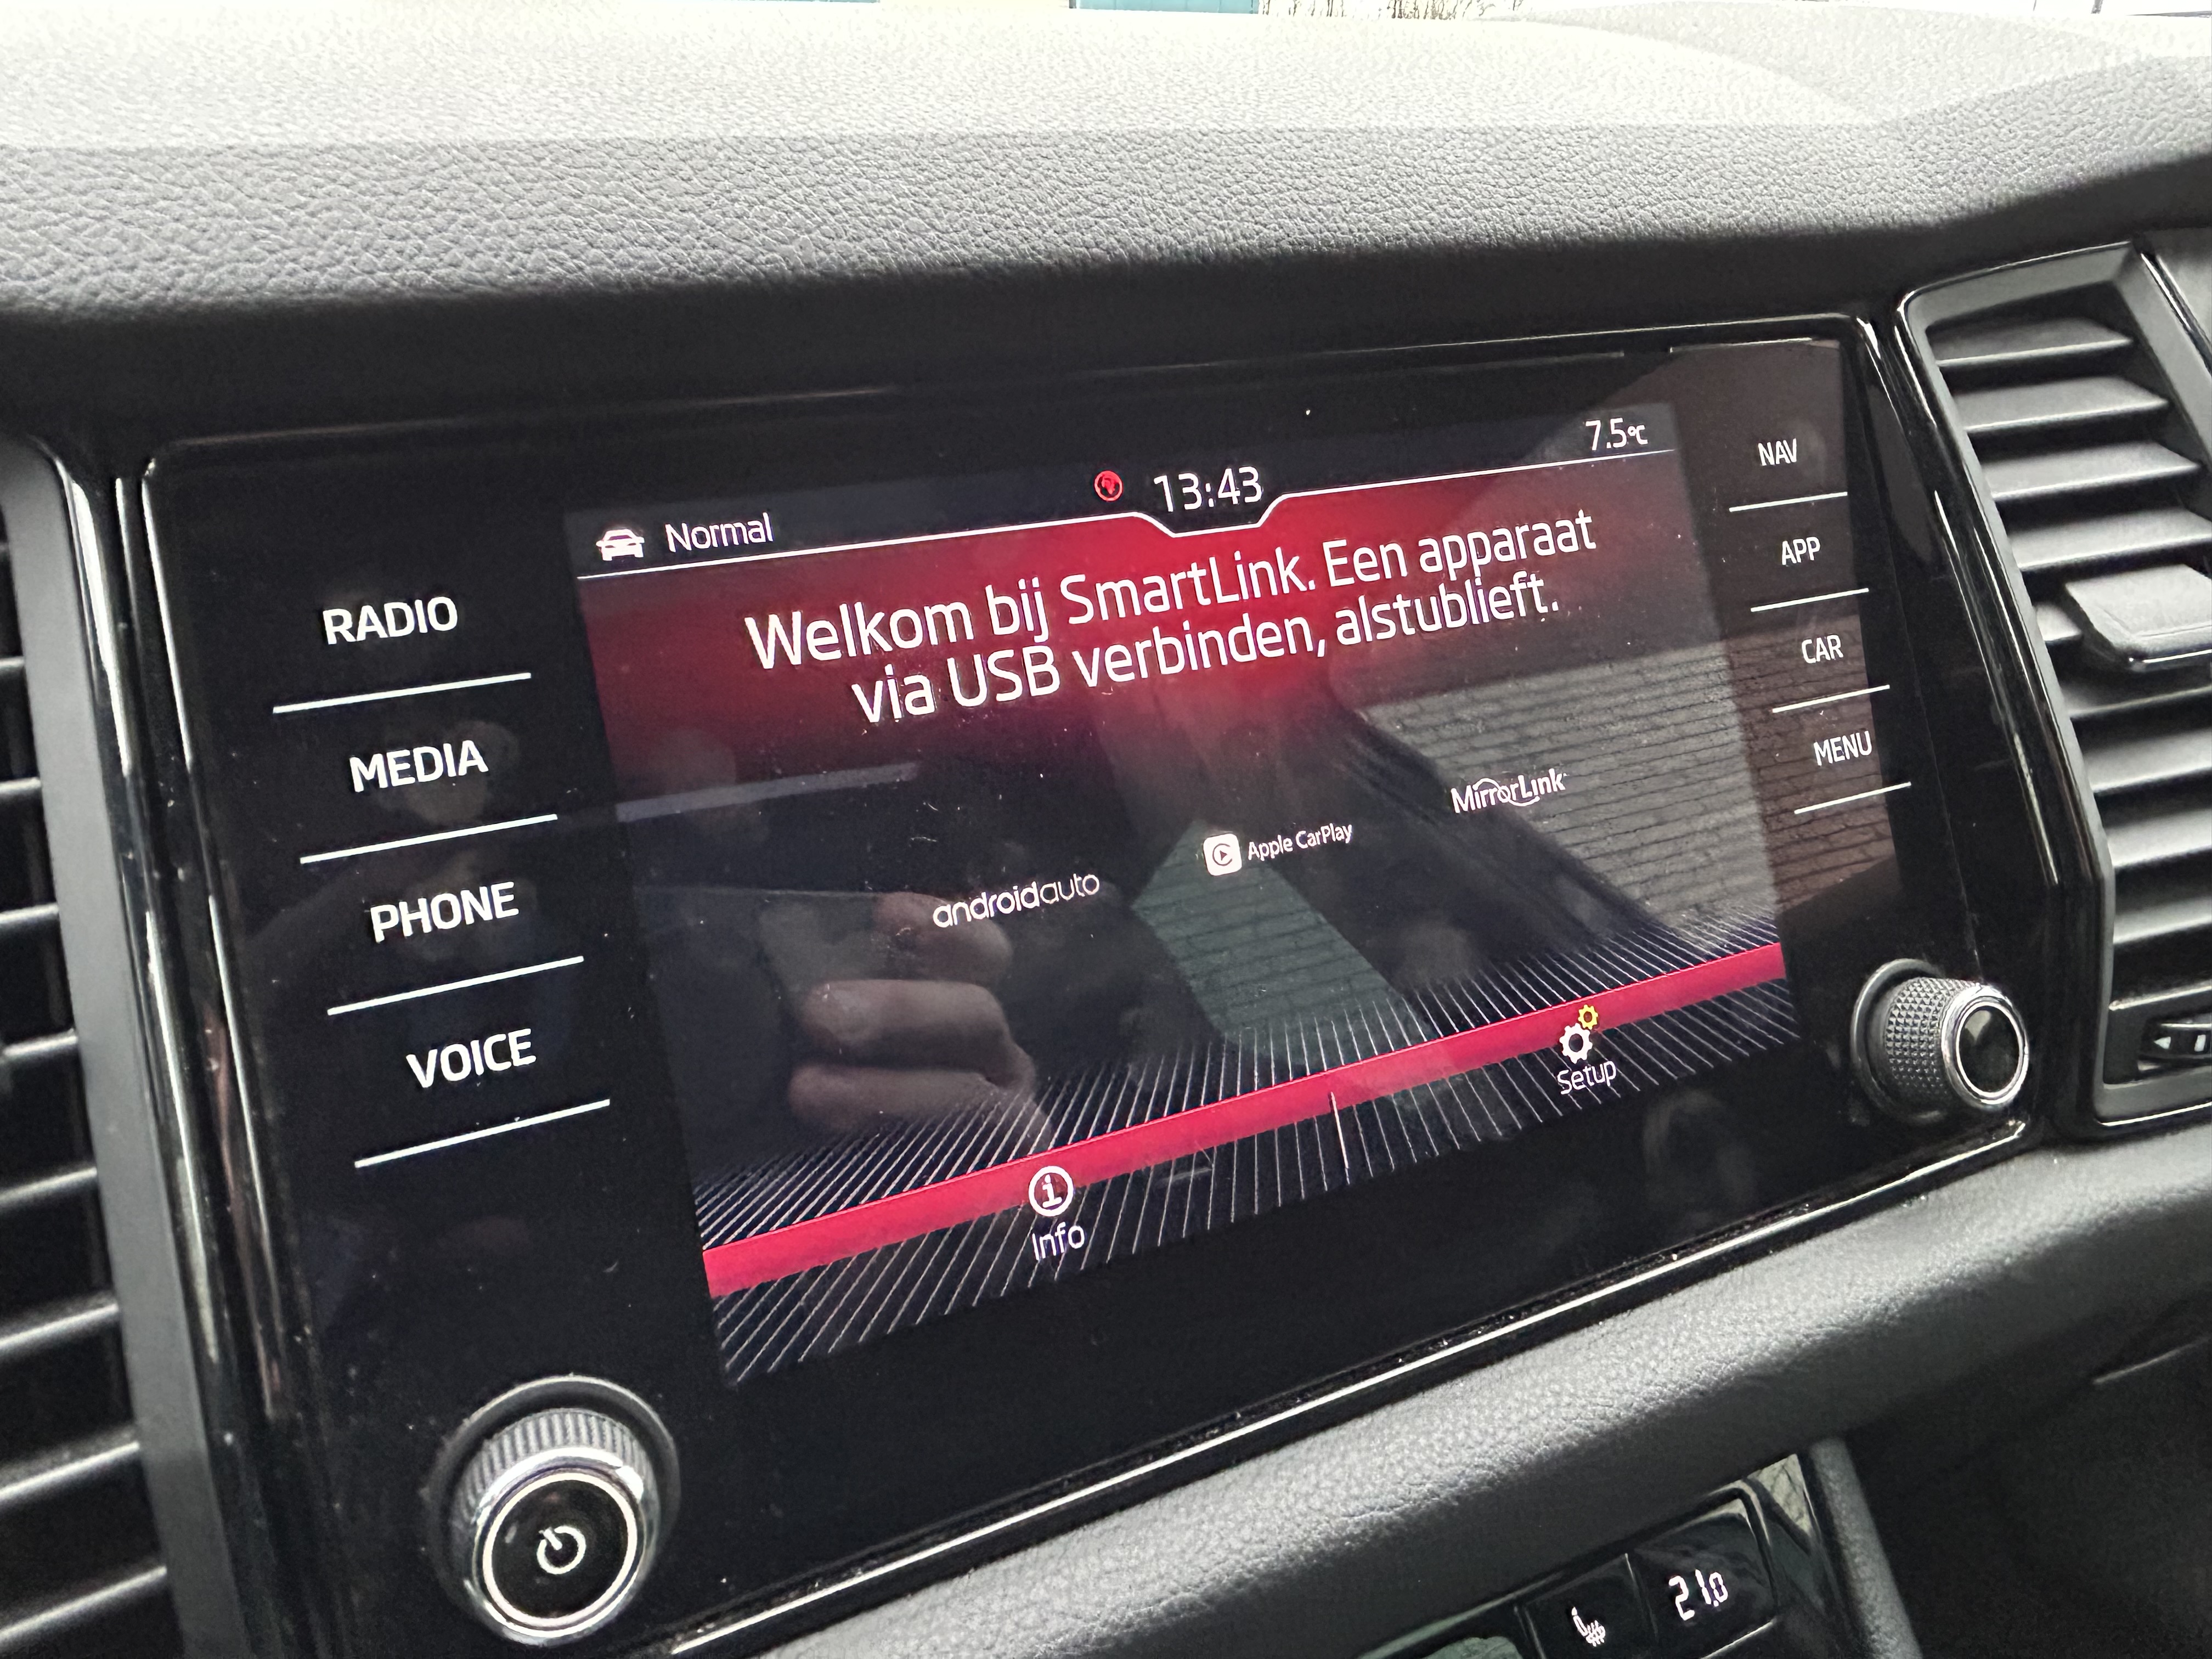 Normal
13:43
7.5°C
Welkom bij SmartLink. Een apparaat
via USB verbinden, alstublieft.
RADIO
MEDIA
PHONE
VOICE
androidauto
Apple CarPlay
MirrorLink
Info
Setup
NAV
APP
CAR
MENU
21.0